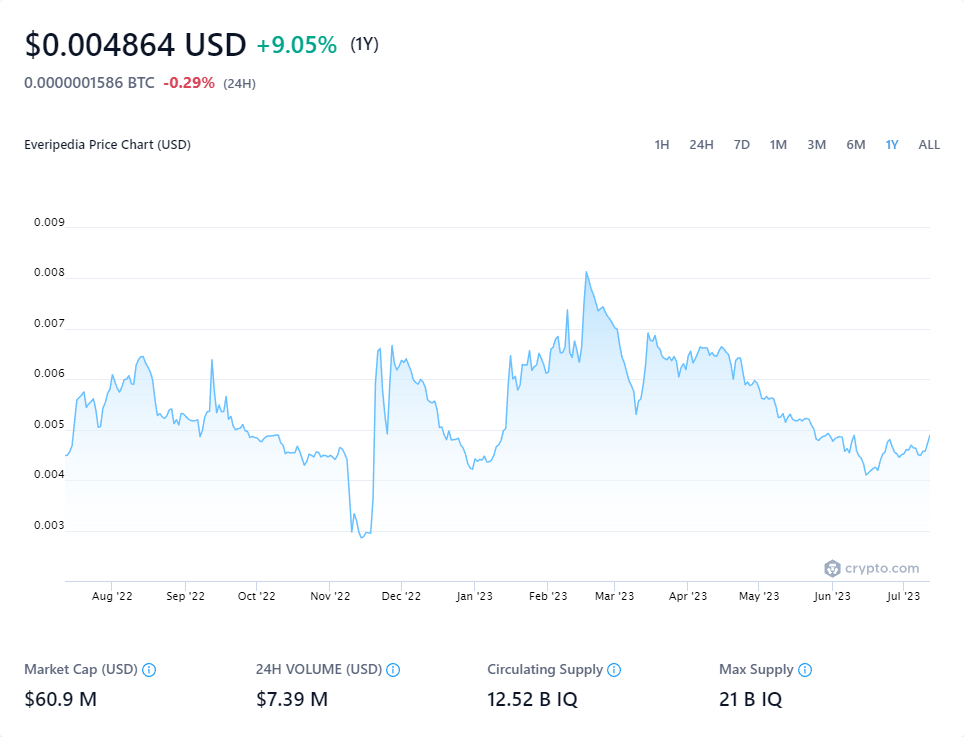 $0.004864 USD +9.05% (1Y)
0.0000001586 BTC -0.29% (24H)
Everipedia Price Chart (USD) 1H 24H 7D 1M 3M 6M 1Y ALL
0.009
0.008
0.007
0.006
0.005
0.004
0.003
crypto.com
Aug '22 Sep '22 Oct '22 Nov '22 Dec '22 Jan '23 Feb '23 Mar '23 Apr '23 May '23 Jun '23 Jul '23
Market Cap (USD) 24H VOLUME (USD) Circulating Supply Max Supply
$60.9 M $7.39 M 12.52 B IQ 21 B IQ